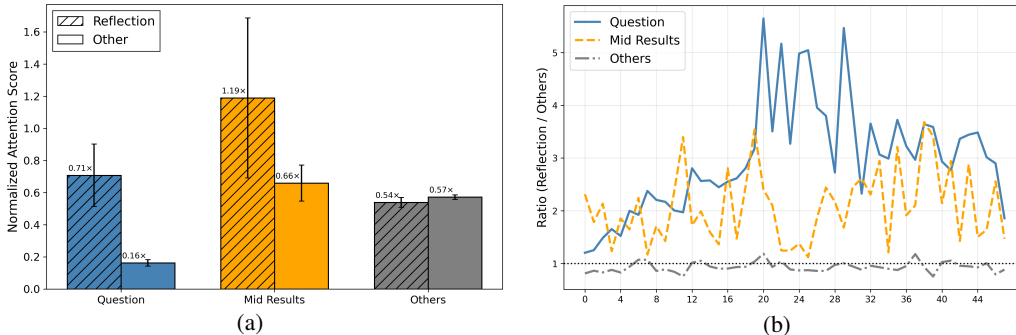 Normalized Attention Score
1.6
1.4
1.2
1.0
0.8
0.6
0.4
0.2
0.0
Reflection
Other
0.71×
0.16×
1.19×
0.66×
0.54×
0.57×
Question
Mid Results
Others
(a)
Ratio (Reflection / Others)
5
4
3
2
1
Question
Mid Results
Others
0 4 8 12 16 20 24 28 32 36 40 44
(b)